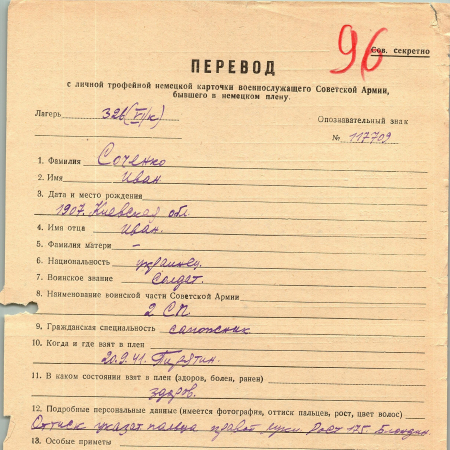 96
Сов. секретно
ПЕРЕВОД
с личной трофейной немецкой карточки военнослужащего Советской Армии,
бывшего в немецком плену.
Лагерь 326 (VI/к) Опознавательный знак
№ 117709
1. Фамилия Соченко
2. Имя Иван
3. Дата и место рождения
1907. Киевская обл.
4. Имя отца Иван.
5. Фамилия матери –
6. Национальность украинец.
7. Воинское звание солдат.
8. Наименование воинской части Советской Армии
2 СП
9. Гражданская специальность сапожник
10. Когда и где взят в плен
20.9.41. Пирятин.
11. В каком состоянии взят в плен (здоров, болен, ранен)
здоров.
12. Подробные персональные данные (имеется фотография, оттиск пальцев, рост, цвет волос)
Оттиск указат. пальца правой руки. Рост 175. Блондин.
13. Особые приметы